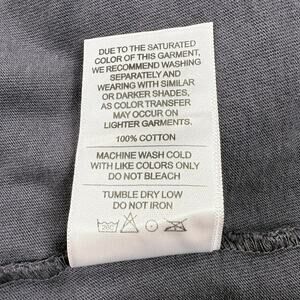 DUE TO THE SATURATED
COLOR OF THIS GARMENT,
WE RECOMMEND WASHING
SEPARATELY AND
WEARING WITH SIMILAR
OR DARKER SHADES,
AS COLOR TRANSFER
MAY OCCUR ON
LIGHTER GARMENTS.
100% COTTON
MACHINE WASH COLD
WITH LIKE COLORS ONLY
DO NOT BLEACH
TUMBLE DRY LOW
DO NOT IRON